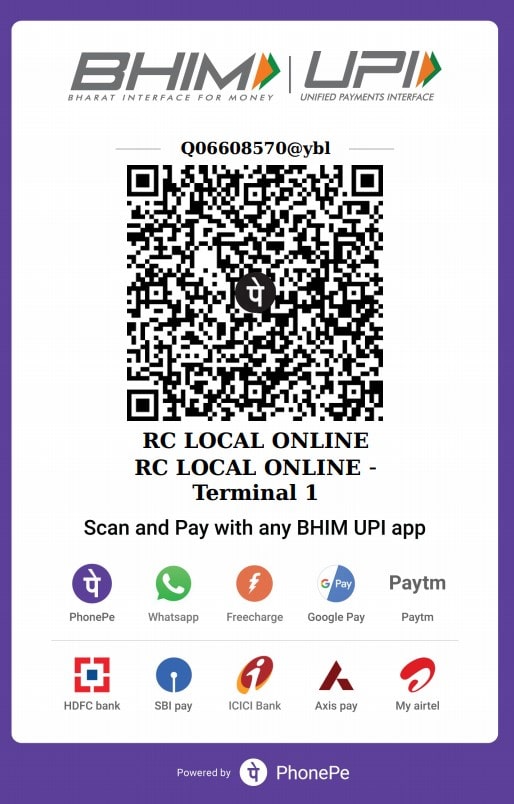 BHIM UPI
BHARAT INTERFACE FOR MONEY UNIFIED PAYMENTS INTERFACE
Q06608570@ybl
पे
RC LOCAL ONLINE
RC LOCAL ONLINE -
Terminal 1
Scan and Pay with any BHIM UPI app
पे G Pay Paytm
PhonePe Whatsapp Freecharge Google Pay Paytm
HDFC bank SBI pay ICICI Bank Axis pay My airtel
Powered by पे PhonePe